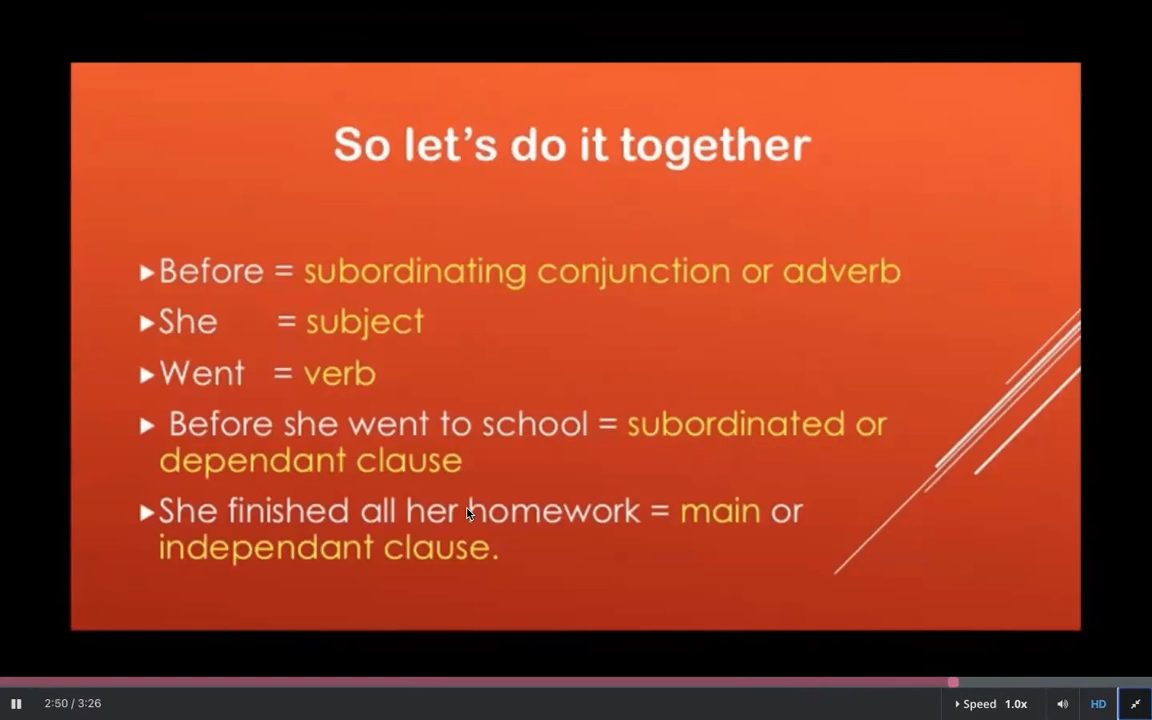 So let's do it together
▶Before = subordinating conjunction or adverb
▶She = subject
▶Went = verb
▶ Before she went to school = subordinated or
dependant clause
▶She finished all her homework = main or
independant clause.
2:50 / 3:26
Speed 1.0x
HD